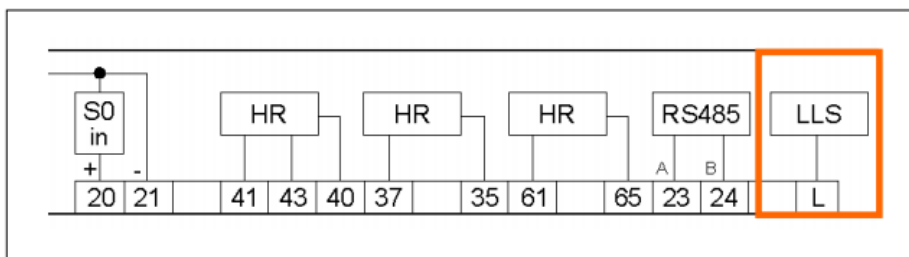 S0 in
HR
HR
HR
RS485
LLS
+ -
A B
20 21 41 43 40 37 35 61 65 23 24 L